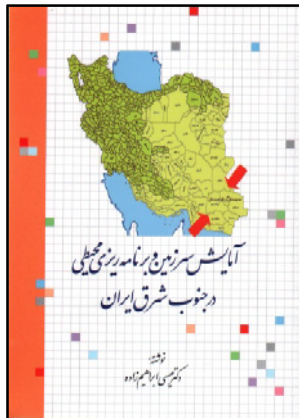 آمایش سرزمین و برنامه ریزی محیطی
در جنوب شرق ایران
نوشته:
دکتر عیسی ابراهیم زاده